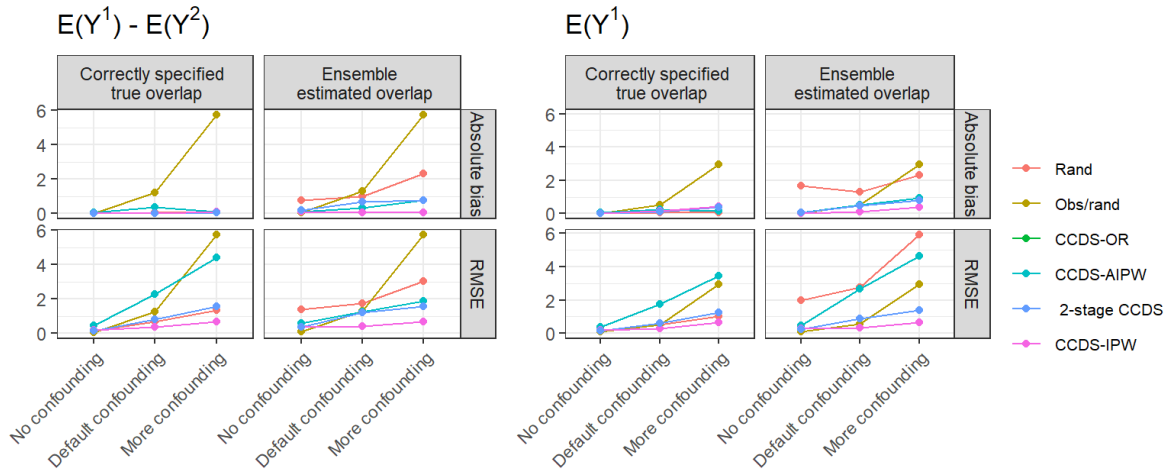 E(Y¹) - E(Y²)
Correctly specified
true overlap
Ensemble
estimated overlap
6
4
2
0
Absolute bias
6
4
2
0
RMSE
No confounding
Default confounding
More confounding
No confounding
Default confounding
More confounding
E(Y¹)
Correctly specified
true overlap
Ensemble
estimated overlap
6
4
2
0
Absolute bias
6
4
2
0
RMSE
No confounding
Default confounding
More confounding
No confounding
Default confounding
More confounding
Rand
Obs/rand
CCDS-OR
CCDS-AIPW
2-stage CCDS
CCDS-IPW